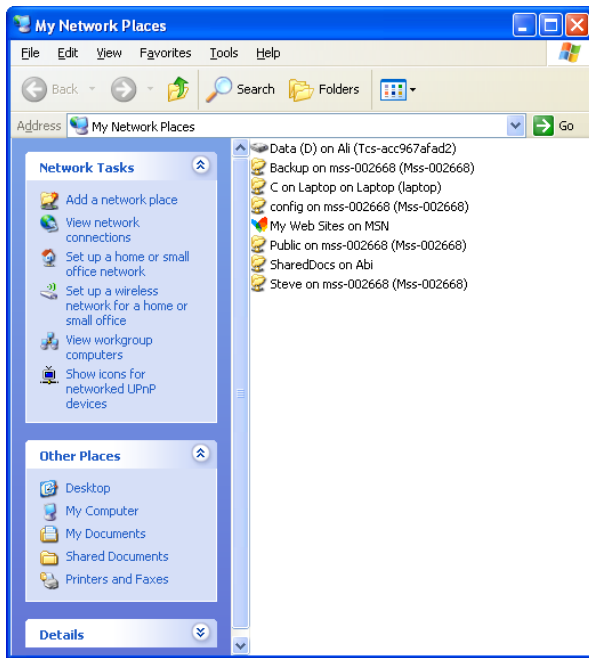 My Network Places
File Edit View Favorites Tools Help
Back Search Folders
Address My Network Places Go
Network Tasks
Add a network place
View network
connections
Set up a home or small
office network
Set up a wireless
network for a home or
small office
View workgroup
computers
Show icons for
networked UPnP
devices
Other Places
Desktop
My Computer
My Documents
Shared Documents
Printers and Faxes
Details
Data (D) on Ali (Tcs-acc967afad2)
Backup on mss-002668 (Mss-002668)
C on Laptop on Laptop (laptop)
config on mss-002668 (Mss-002668)
My Web Sites on MSN
Public on mss-002668 (Mss-002668)
SharedDocs on Abi
Steve on mss-002668 (Mss-002668)